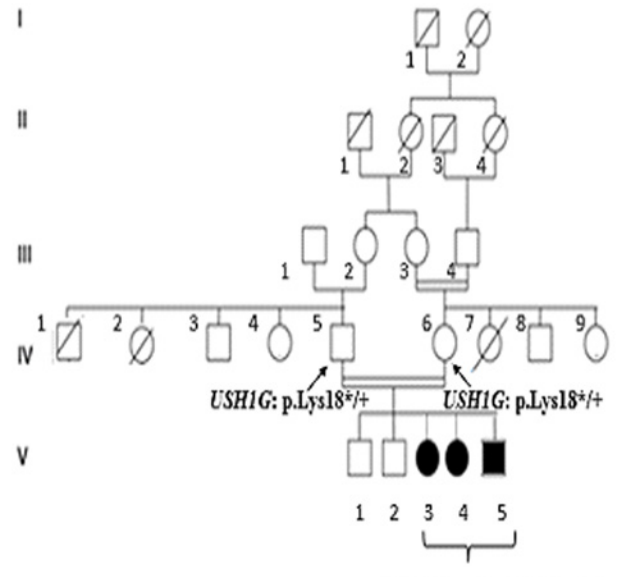 I
1 2
II
1 2 3 4
III
1 2 3 4
1 2 3 4 5 6 7 8 9
IV
USH1G: p.Lys18*/+ USH1G: p.Lys18*/+
V
1 2 3 4 5